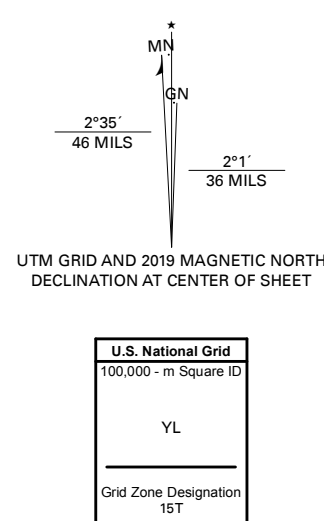 MN
GN
2°35´
46 MILS
2°1´
36 MILS
UTM GRID AND 2019 MAGNETIC NORTH
DECLINATION AT CENTER OF SHEET
U.S. National Grid
100,000 - m Square ID
YL
Grid Zone Designation
15T